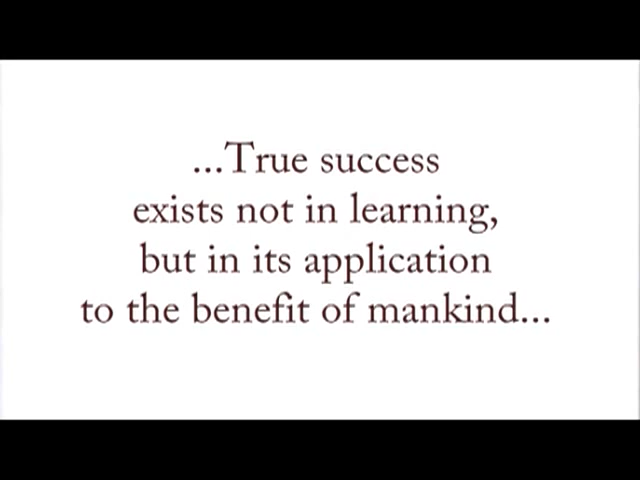 ...True success
exists not in learning,
but in its application
to the benefit of mankind...